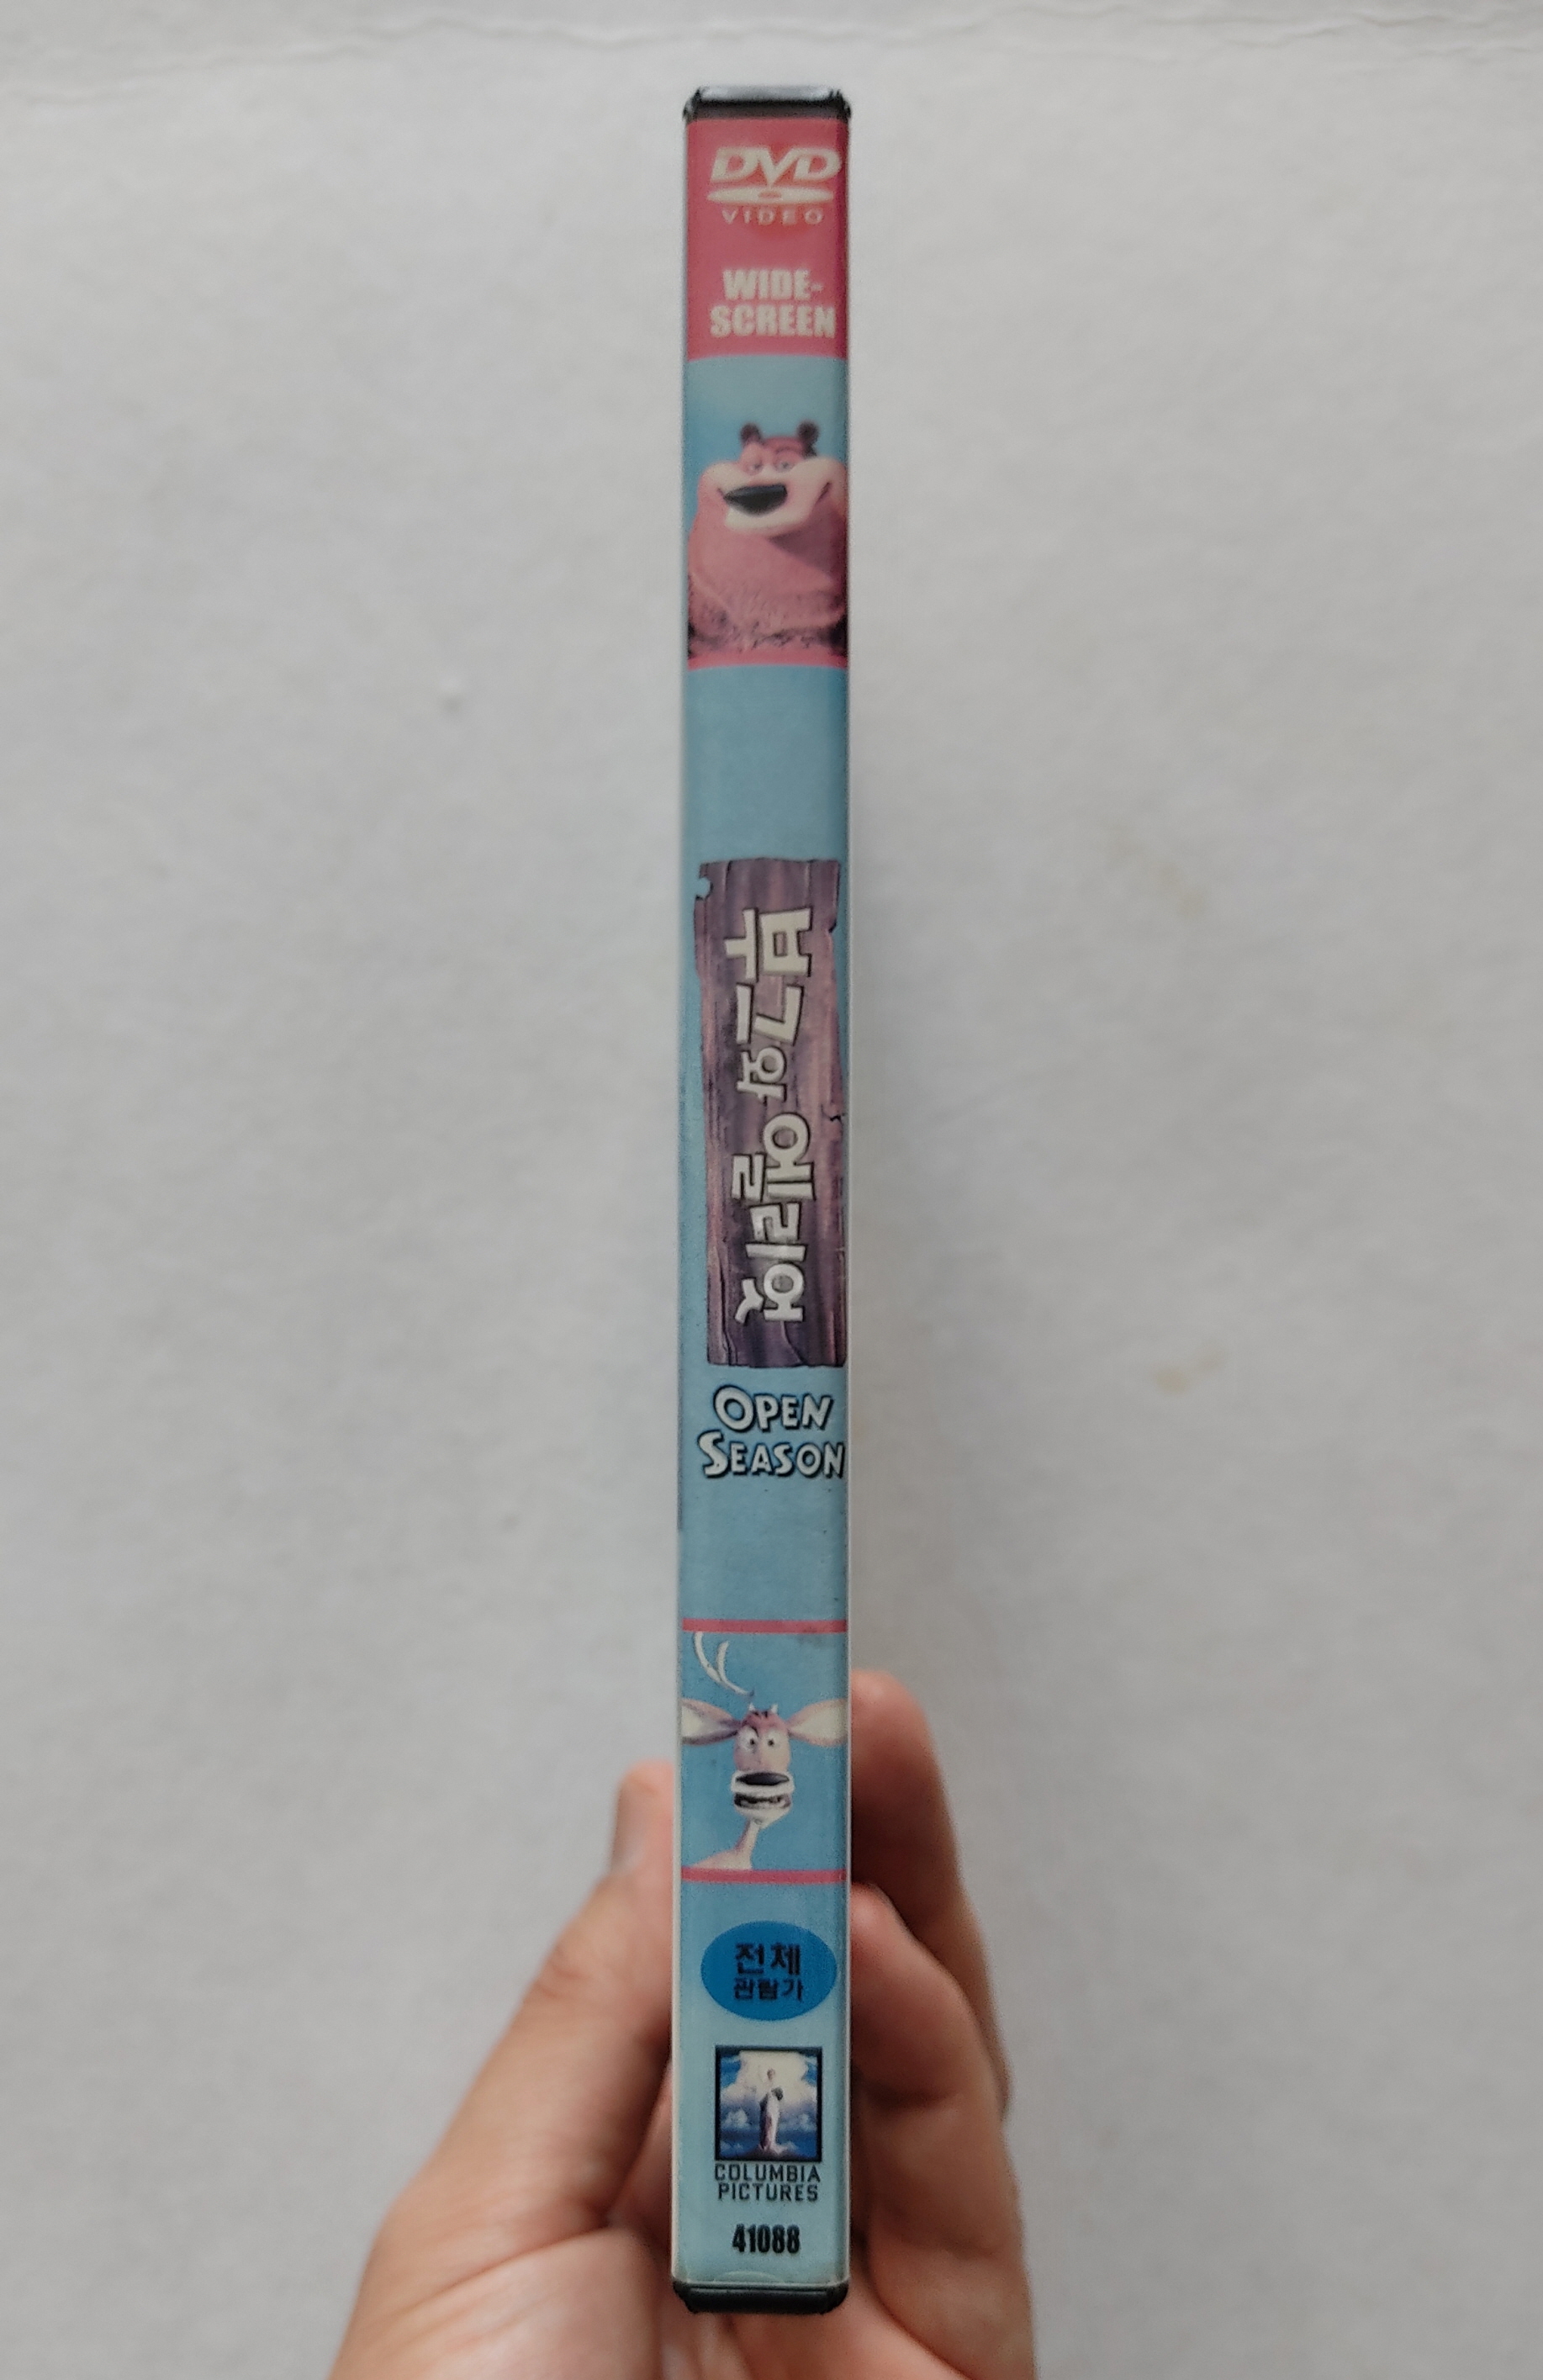 DVD
VIDEO
WIDE-
SCREEN
부그와 엘리엇
OPEN
SEASON
전체
관람가
COLUMBIA
PICTURES
41088